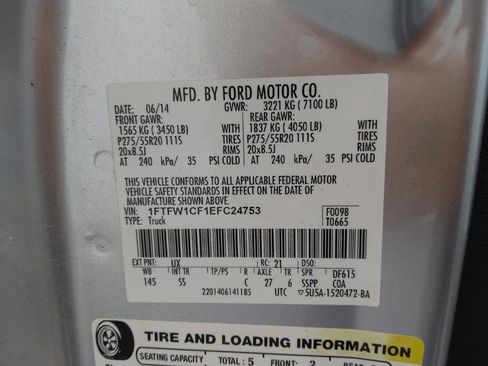 MFD. BY FORD MOTOR CO.
DATE: 06/14 GVWR: 3221 KG ( 7100 LB)
FRONT GAWR: REAR GAWR:
1565 KG ( 3450 LB) WITH 1837 KG ( 4050 LB) WITH
P275/55R20 111S TIRES P275/55R20 111S TIRES
20x8.5J RIMS 20x8.5J RIMS
AT 240 kPa/ 35 PSI COLD AT 240 kPa/ 35 PSI COLD
THIS VEHICLE CONFORMS TO ALL APPLICABLE FEDERAL MOTOR
VEHICLE SAFETY STANDARDS IN EFFECT ON THE DATE OF
MANUFACTURE SHOWN ABOVE.
VIN: 1FTFW1CF1EFC24753 F0098
TYPE: Truck T0665
EXT PNT: UX RC: 21 DSO:
WB INT TR TP/PS R AXLE TR SPR DF615
145 SS C 27 6 COA
2201406141185 UTC 5U5A-1520472-BA
TIRE AND LOADING INFORMATION
SEATING CAPACITY TOTAL : 5 FRONT: 2